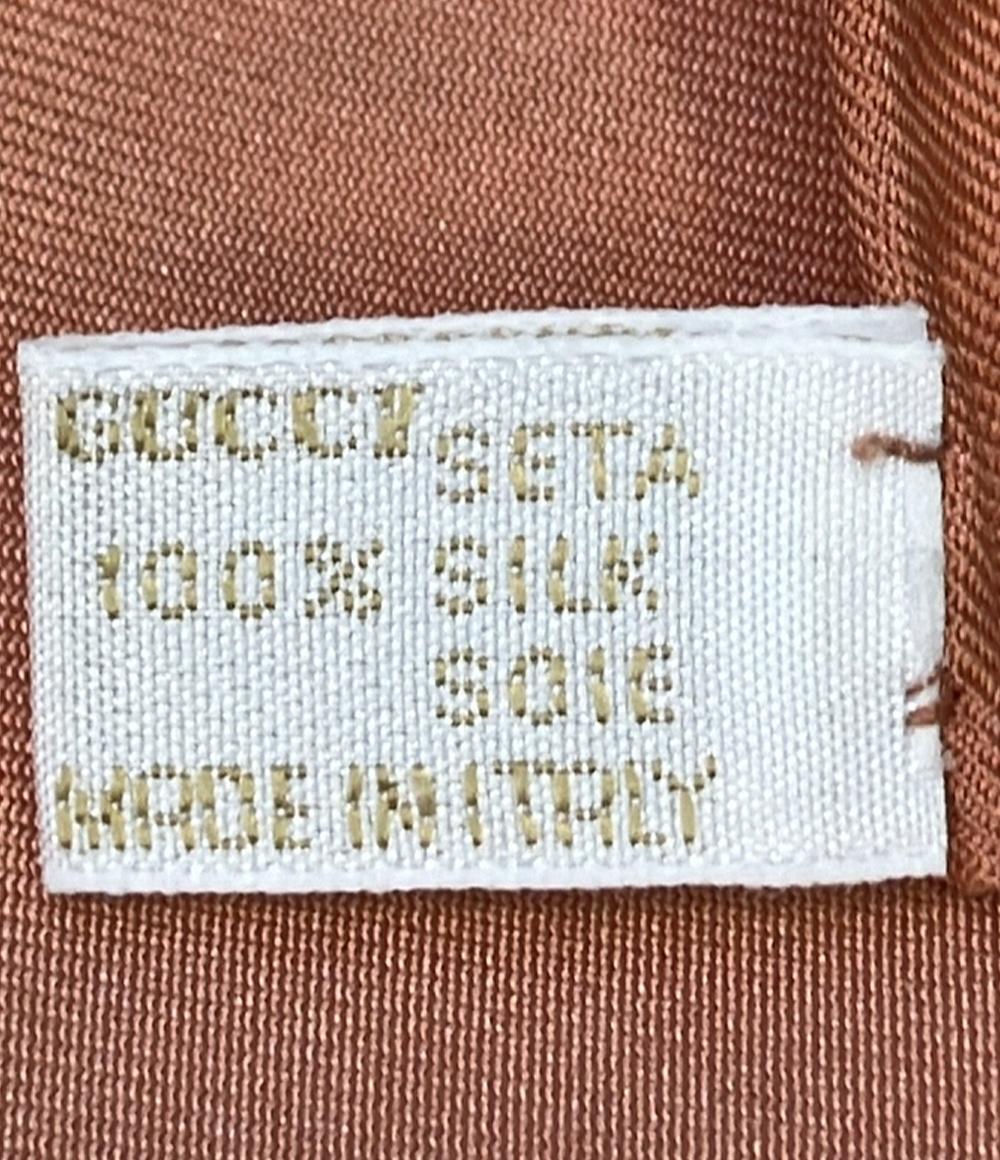 GUCCI
SETA
100% SILK
SOIE
MADE IN ITALY